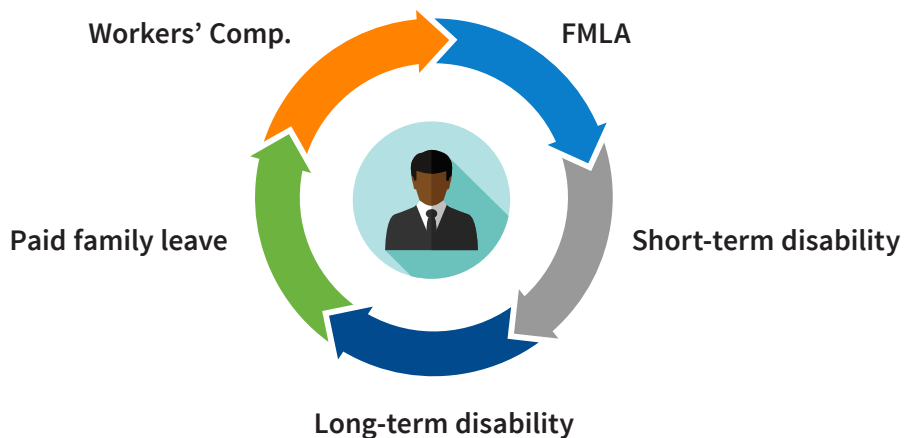 Workers’ Comp.
FMLA
Paid family leave
Short-term disability
Long-term disability